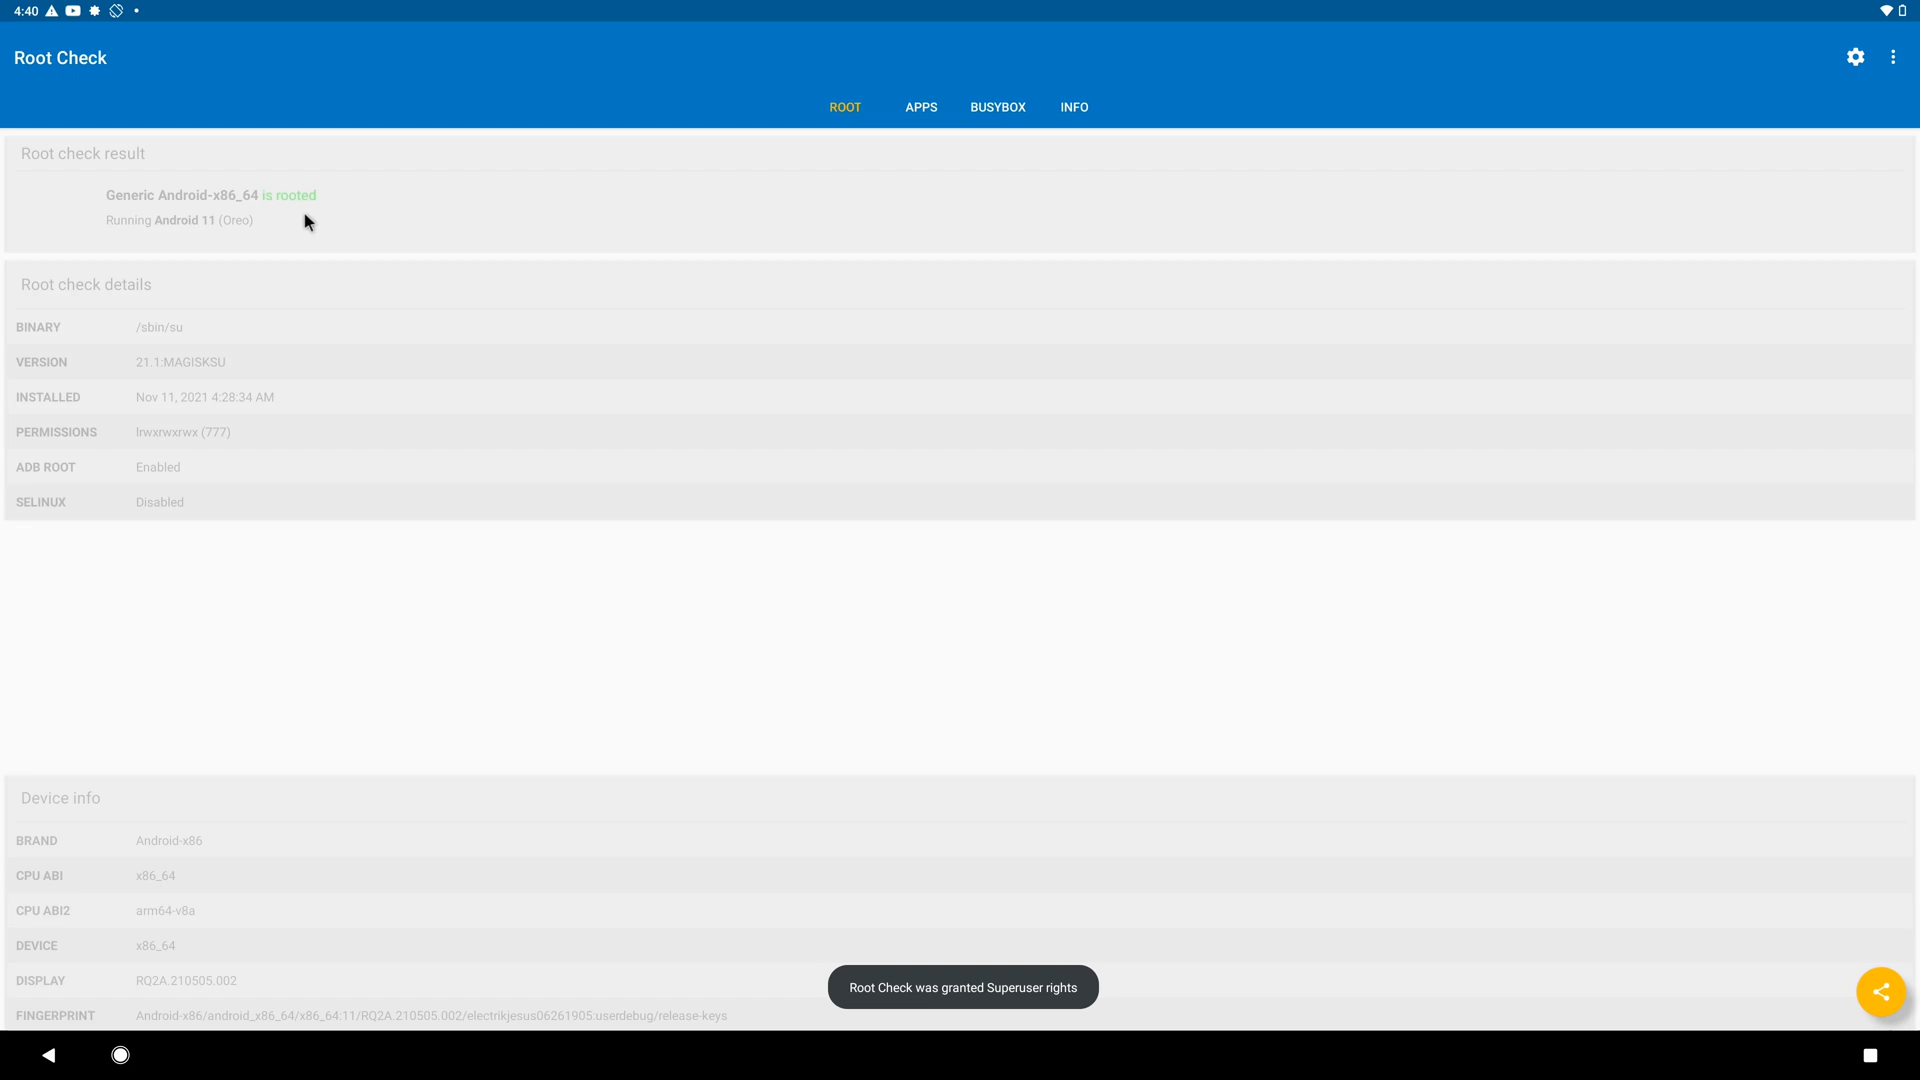 4:40
Root Check
ROOT APPS BUSYBOX INFO
Root check result
Generic Android-x86_64 is rooted
Running Android 11 (Oreo)
Root check details
BINARY /sbin/su
VERSION 21.1:MAGISKSU
INSTALLED Nov 11, 2021 4:28:34 AM
PERMISSIONS lrwxrwxrwx (777)
ADB ROOT Enabled
SELINUX Disabled
Device info
BRAND Android-x86
CPU ABI x86_64
CPU ABI2 arm64-v8a
DEVICE x86_64
DISPLAY RQ2A.210505.002
Root Check was granted Superuser rights
FINGERPRINT Android-x86/android_x86_64/x86_64:11/RQ2A.210505.002/electrikjesus06261905:userdebug/release-keys